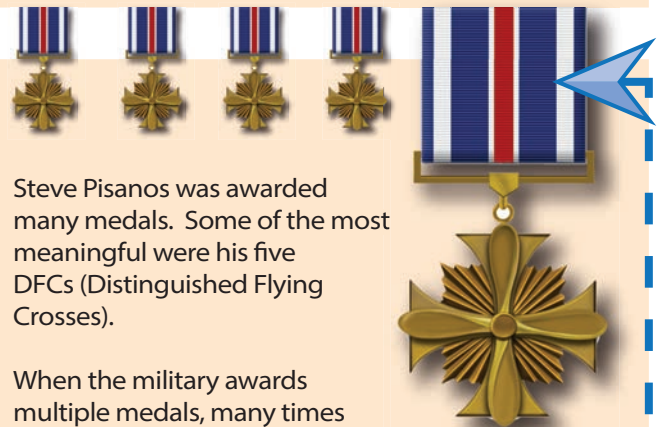 Steve Pisanos was awarded
many medals.  Some of the most
meaningful were his five
DFCs (Distinguished Flying
Crosses).
When the military awards
multiple medals, many times